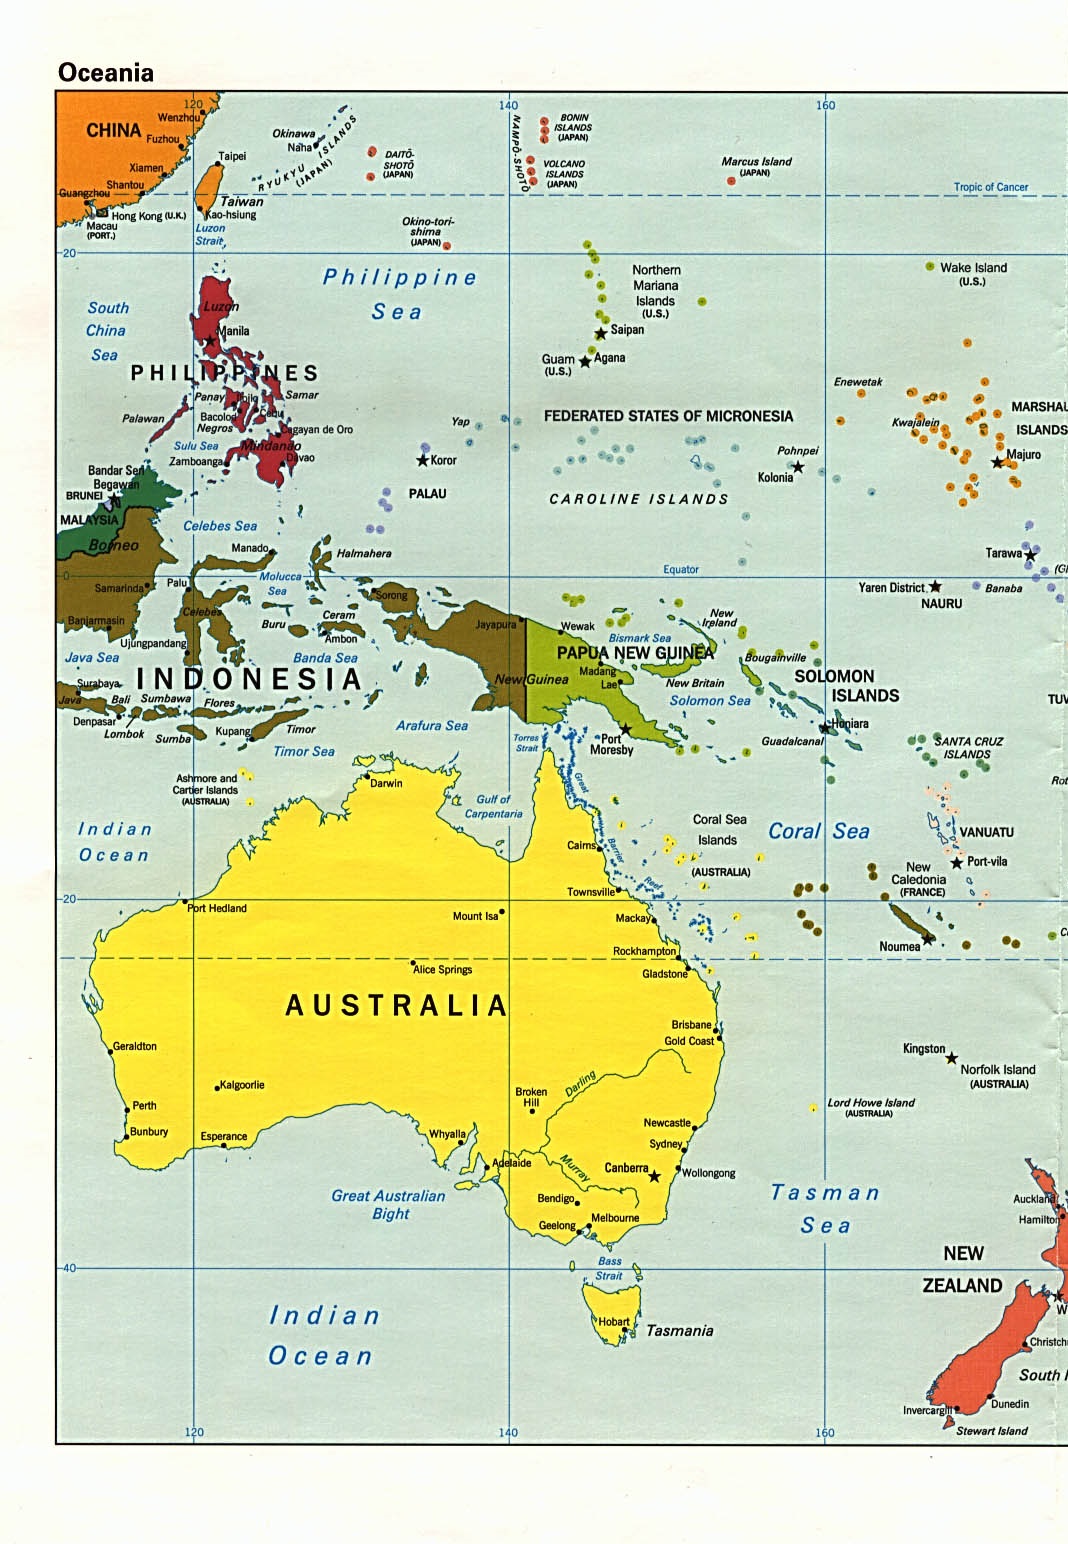 Oceania
120
140
160
CHINA
Wenzhou
Fuzhou
Xiamen
Shantou
Guangzhou
Hong Kong (U.K.)
Macau
(PORT.)
Taipei
Taiwan
Kao-hsiung
Luzon
Strait
Okinawa
Naha
RYUKYU ISLANDS
(JAPAN)
DAITŌ-
SHOTŌ
(JAPAN)
NAMPŌ-SHOTŌ
BONIN
ISLANDS
(JAPAN)
VOLCANO
ISLANDS
(JAPAN)
Marcus Island
(JAPAN)
Tropic of Cancer
Okino-tori-
shima
(JAPAN)
20
Philippine
Sea
South
China
Sea
Luzon
Manila
PHILIPPINES
Panay
Iloilo
Samar
Bacolod
Cebu
Negros
Palawan
Cagayan de Oro
Sulu Sea
Mindanao
Zamboanga
Davao
Northern
Mariana
Islands
(U.S.)
Saipan
Guam
(U.S.)
Agana
Wake Island
(U.S.)
Enewetak
Kwajalein
MARSHAL
ISLANDS
Majuro
FEDERATED STATES OF MICRONESIA
Yap
Koror
PALAU
Pohnpei
Kolonia
CAROLINE ISLANDS
Bandar Seri
Begawan
BRUNEI
MALAYSIA
Borneo
Celebes Sea
Manado
Halmahera
0
Molucca
Sea
Equator
Tarawa
(GI
Banaba
Yaren District
NAURU
Samarinda
Palu
Banjarmasin
Celebes
Buru
Ceram
Ambon
Sorong
Ujungpandang
Java Sea
Banda Sea
INDONESIA
Surabaya
Java
Bali
Sumbawa
Flores
Denpasar
Lombok
Sumba
Kupang
Timor
Timor Sea
Arafura Sea
Jayapura
New Guinea
Wewak
PAPUA NEW GUINEA
Madang
Lae
Bismark Sea
New
Ireland
New Britain
Bougainville
Solomon Sea
SOLOMON
ISLANDS
Honiara
Guadalcanal
TUV
SANTA CRUZ
ISLANDS
Port
Moresby
Torres
Strait
Rot
Ashmore and
Cartier Islands
(AUSTRALIA)
Darwin
Gulf of
Carpentaria
Great
Barrier
Reef
Coral Sea
Islands
(AUSTRALIA)
Coral Sea
VANUATU
Port-vila
Indian
Ocean
Cairns
Townsville
New
Caledonia
(FRANCE)
Noumea
20
Port Hedland
Mount Isa
Mackay
Rockhampton
Gladstone
Alice Springs
AUSTRALIA
Brisbane
Gold Coast
Geraldton
Kalgoorlie
Perth
Bunbury
Esperance
Broken
Hill
Darling
Whyalla
Adelaide
Murray
Newcastle
Sydney
Canberra
Wollongong
Bendigo
Geelong
Melbourne
Kingston
Norfolk Island
(AUSTRALIA)
Lord Howe Island
(AUSTRALIA)
Great Australian
Bight
Tasman
Sea
Auckland
Hamilton
40
Bass
Strait
NEW
ZEALAND
W
Indian
Ocean
Hobart
Tasmania
Christch
South I
Dunedin
Invercargill
Stewart Island
120
140
160